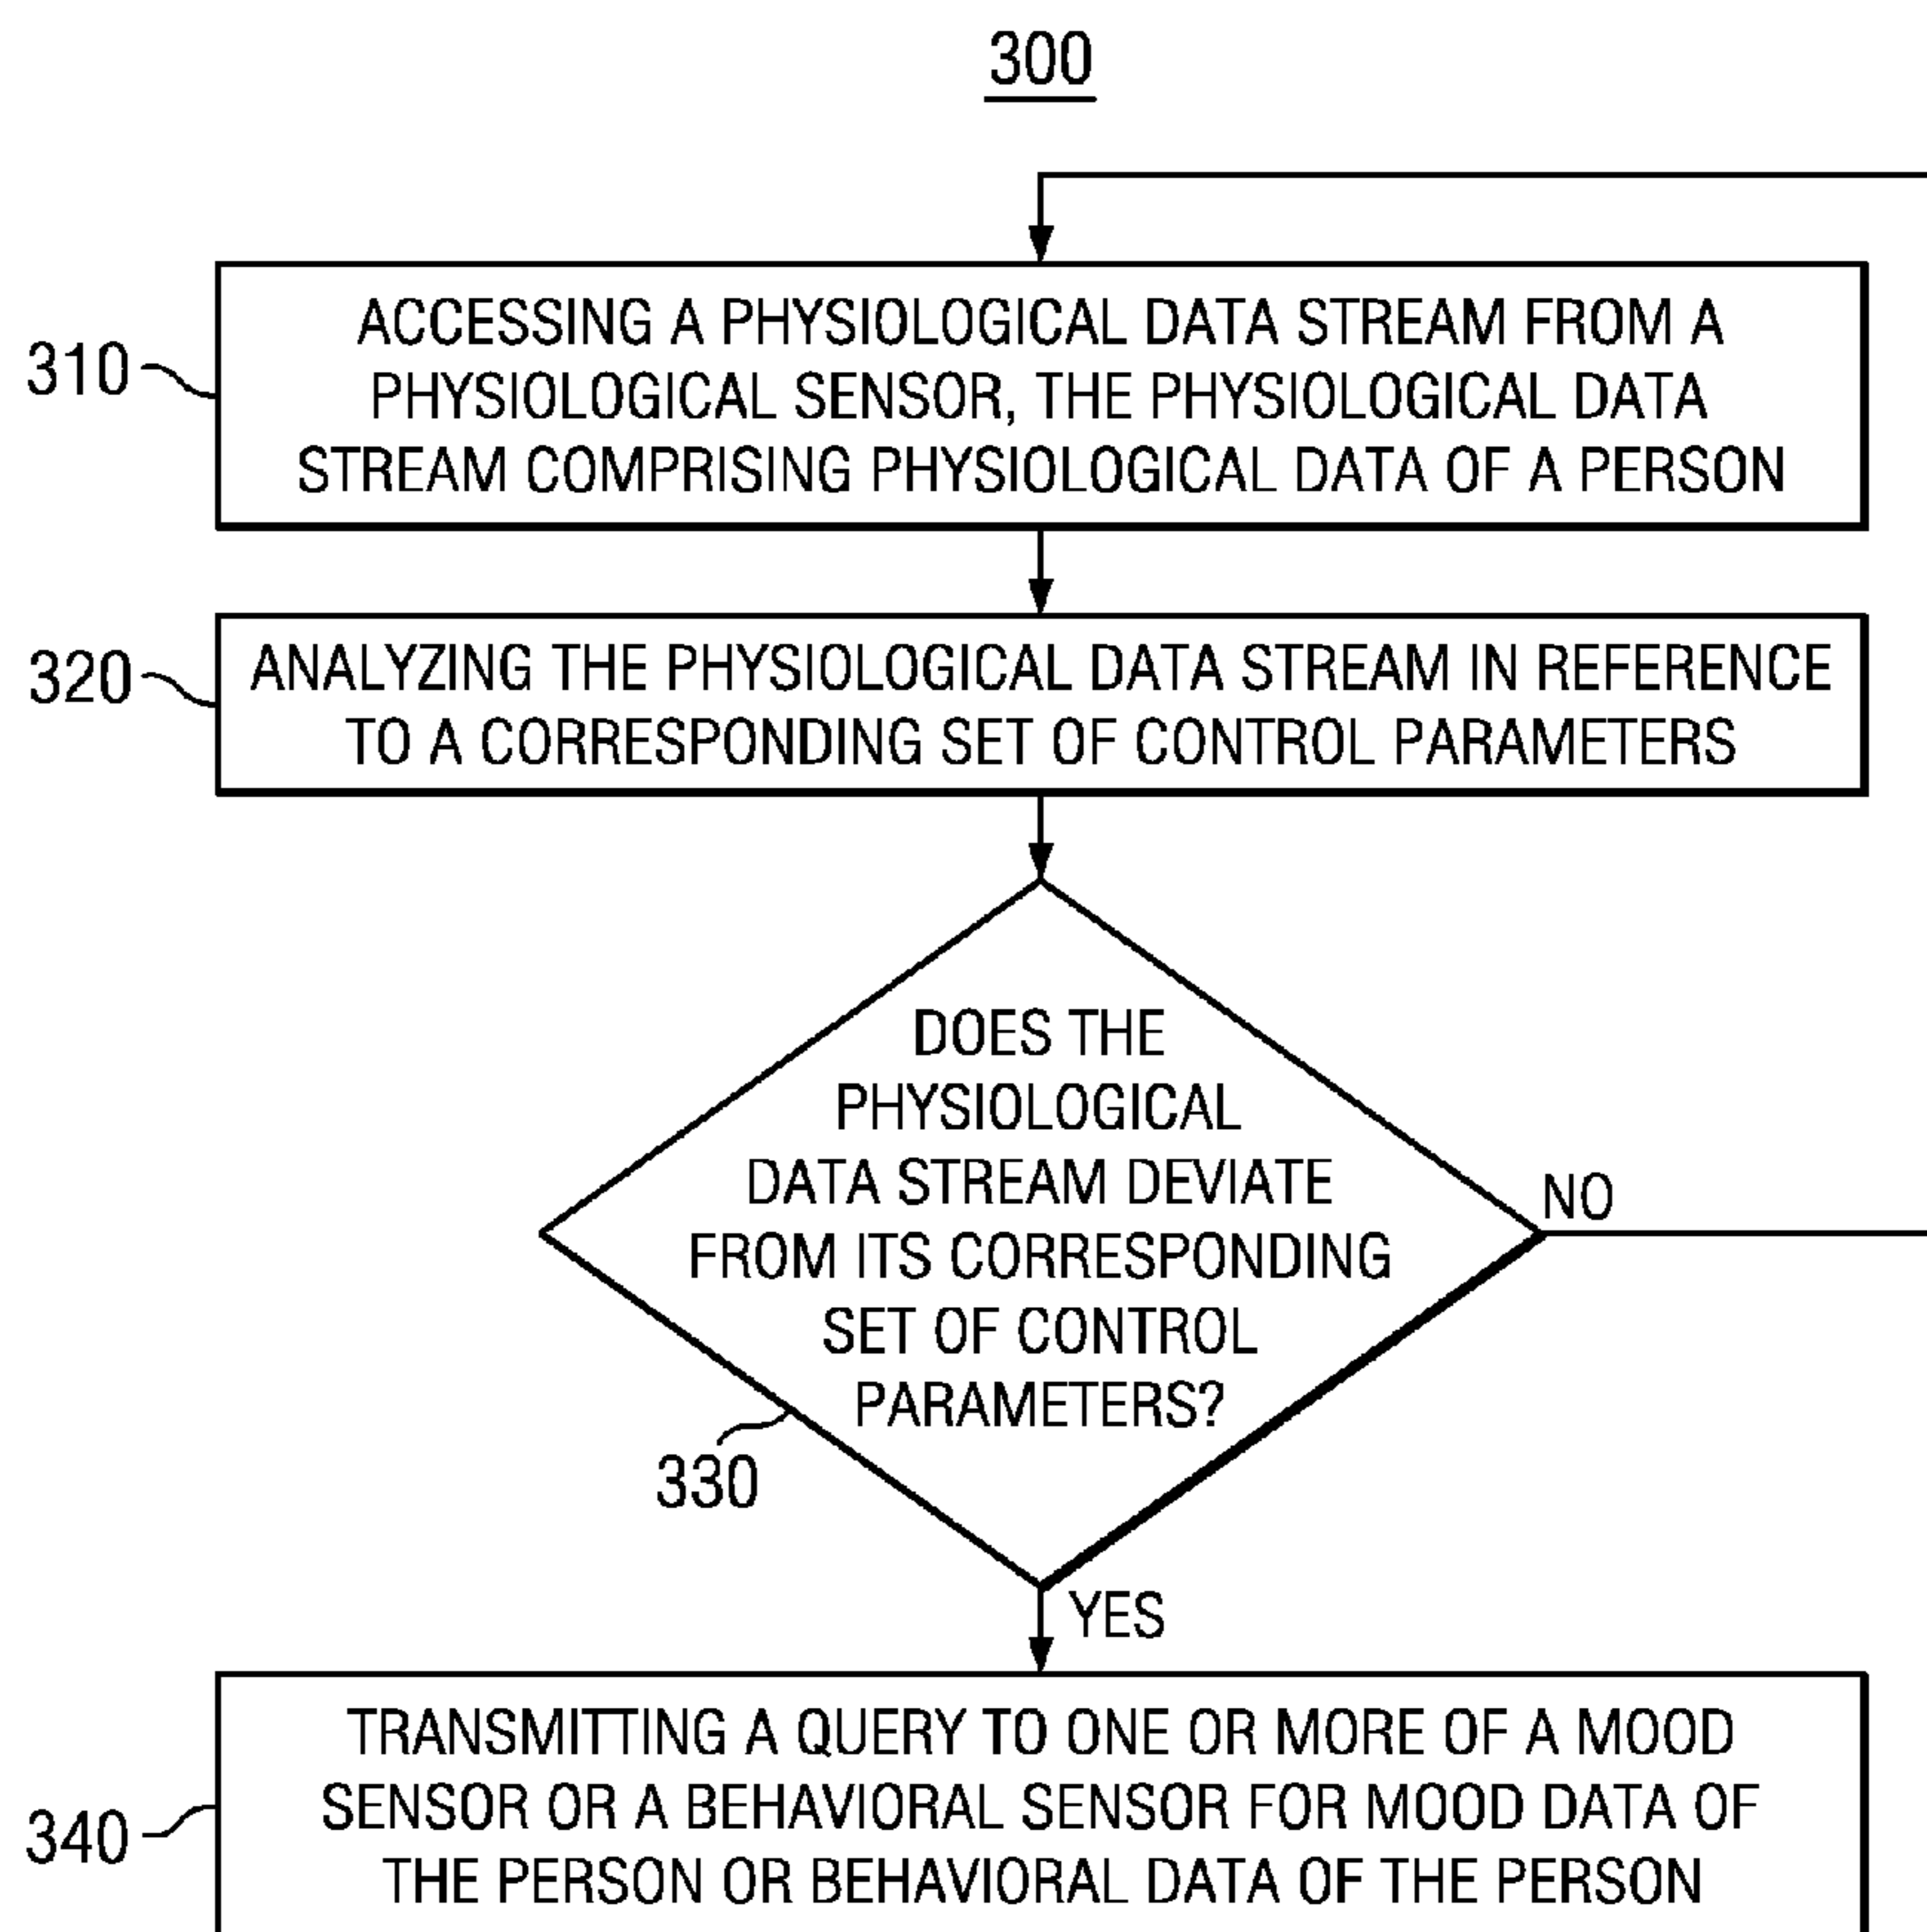 300
310
ACCESSING A PHYSIOLOGICAL DATA STREAM FROM A
PHYSIOLOGICAL SENSOR, THE PHYSIOLOGICAL DATA
STREAM COMPRISING PHYSIOLOGICAL DATA OF A PERSON
320
ANALYZING THE PHYSIOLOGICAL DATA STREAM IN REFERENCE
TO A CORRESPONDING SET OF CONTROL PARAMETERS
DOES THE
PHYSIOLOGICAL
DATA STREAM DEVIATE
FROM ITS CORRESPONDING
SET OF CONTROL
PARAMETERS?
NO
330
YES
340
TRANSMITTING A QUERY TO ONE OR MORE OF A MOOD
SENSOR OR A BEHAVIORAL SENSOR FOR MOOD DATA OF
THE PERSON OR BEHAVIORAL DATA OF THE PERSON